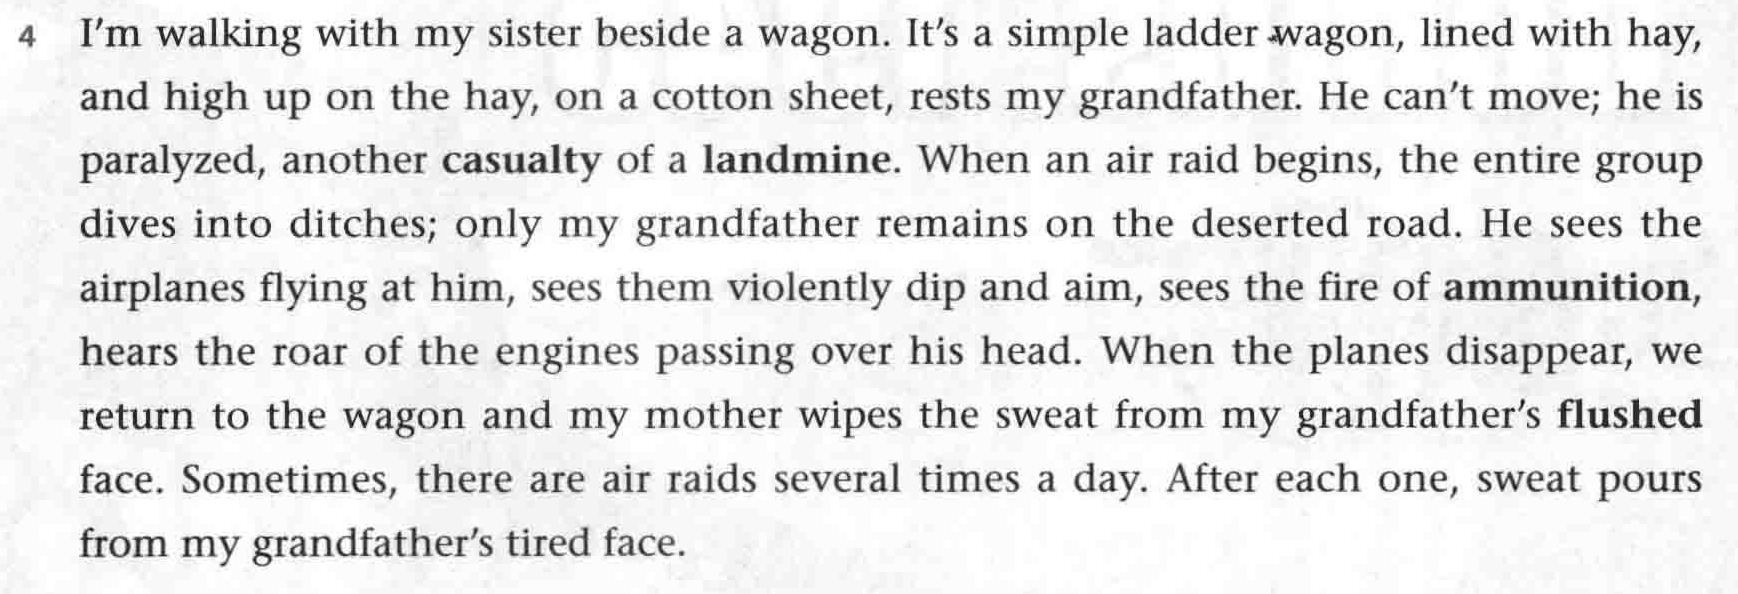 4 I'm walking with my sister beside a wagon. It's a simple ladder wagon, lined with hay,
and high up on the hay, on a cotton sheet, rests my grandfather. He can't move; he is
paralyzed, another casualty of a landmine. When an air raid begins, the entire group
dives into ditches; only my grandfather remains on the deserted road. He sees the
airplanes flying at him, sees them violently dip and aim, sees the fire of ammunition,
hears the roar of the engines passing over his head. When the planes disappear, we
return to the wagon and my mother wipes the sweat from my grandfather's flushed
face. Sometimes, there are air raids several times a day. After each one, sweat pours
from my grandfather's tired face.